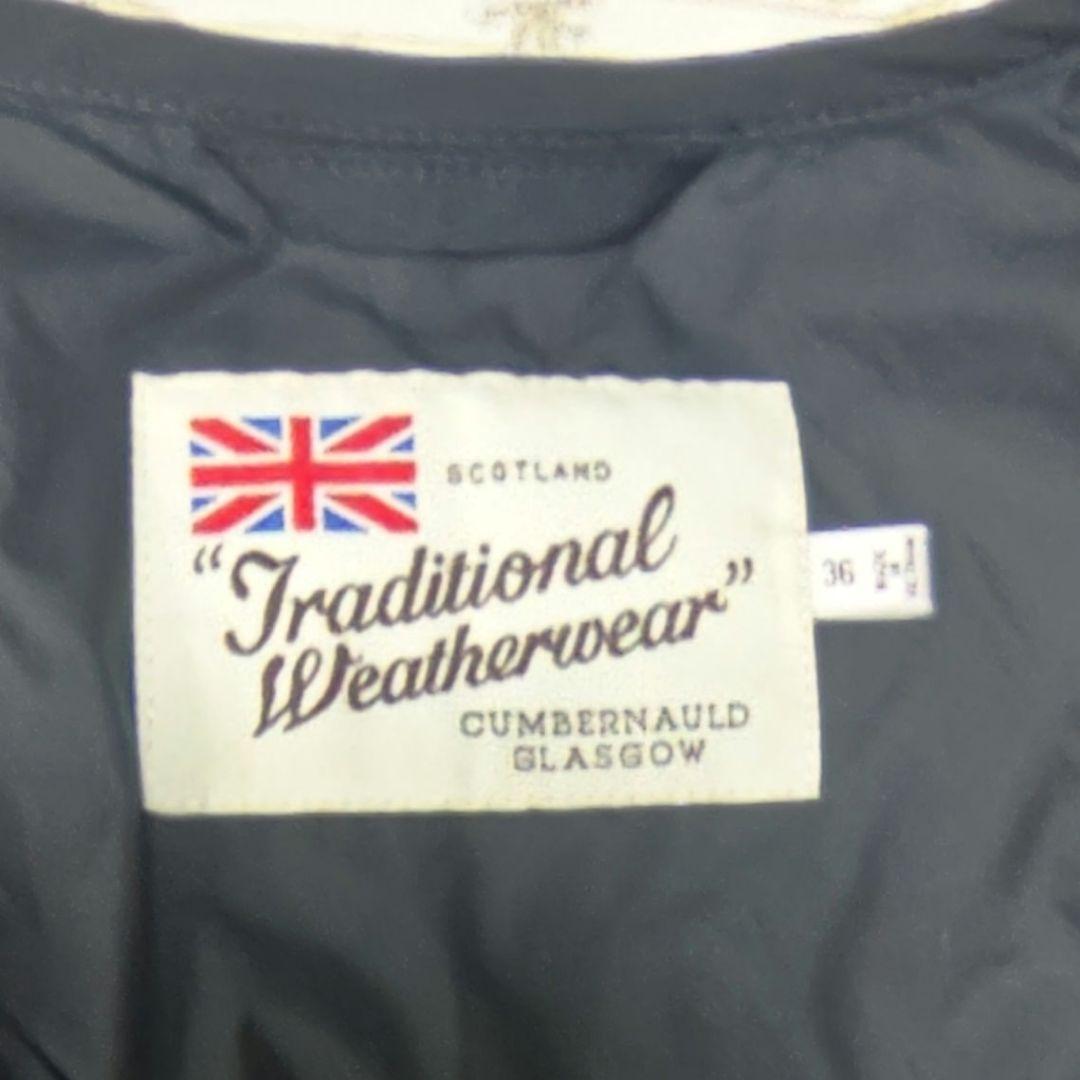 SCOTLAND
“Traditional
Weatherwear”
CUMBERNAULD
GLASGOW
36